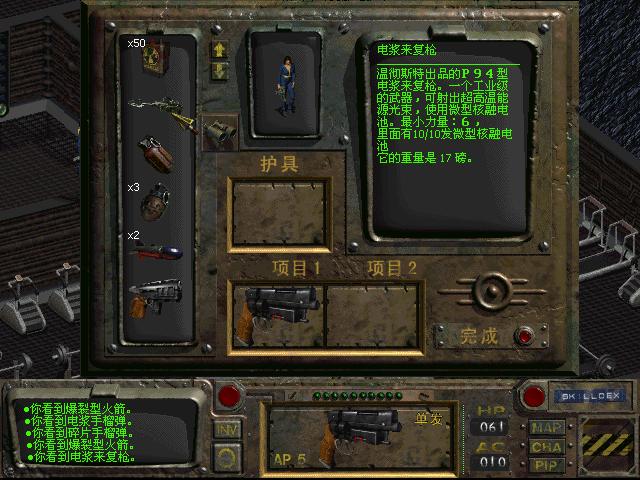 x50
x3
x2
护具
项目1
项目2
完成
电浆来复枪
温彻斯特出品的P94型
电浆来复枪。一个工业级
的武器，可射出超高温能
源光束，使用微型核融电
池。最小力量：6，
里面有10/10发微型核融电
池
它的重量是 17 磅。
●你看到爆裂型火箭。
●你看到电浆手榴弹。
●你看到碎片手榴弹。
●你看到爆裂型火箭。
●你看到电浆来复枪。
INV
单发
AP 5
HP
061
AC
010
SKILLDEX
MAP
CHA
PIP